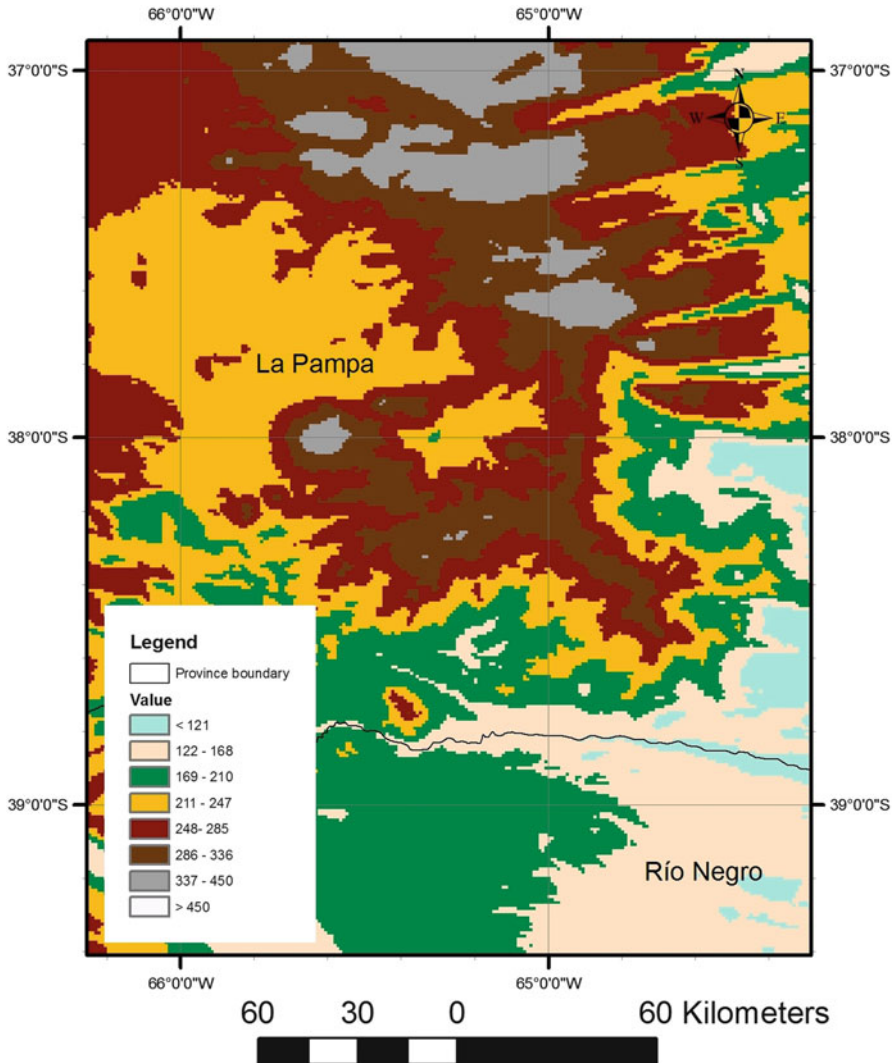 66°0'0"W 65°0'0"W
37°0'0"S 37°0'0"S
N
W E
S
La Pampa
38°0'0"S 38°0'0"S
Legend
Province boundary
Value
< 121
122 - 168
169 - 210
211 - 247
248- 285
286 - 336
337 - 450
> 450
39°0'0"S 39°0'0"S
Río Negro
66°0'0"W 65°0'0"W
60 30 0 60 Kilometers